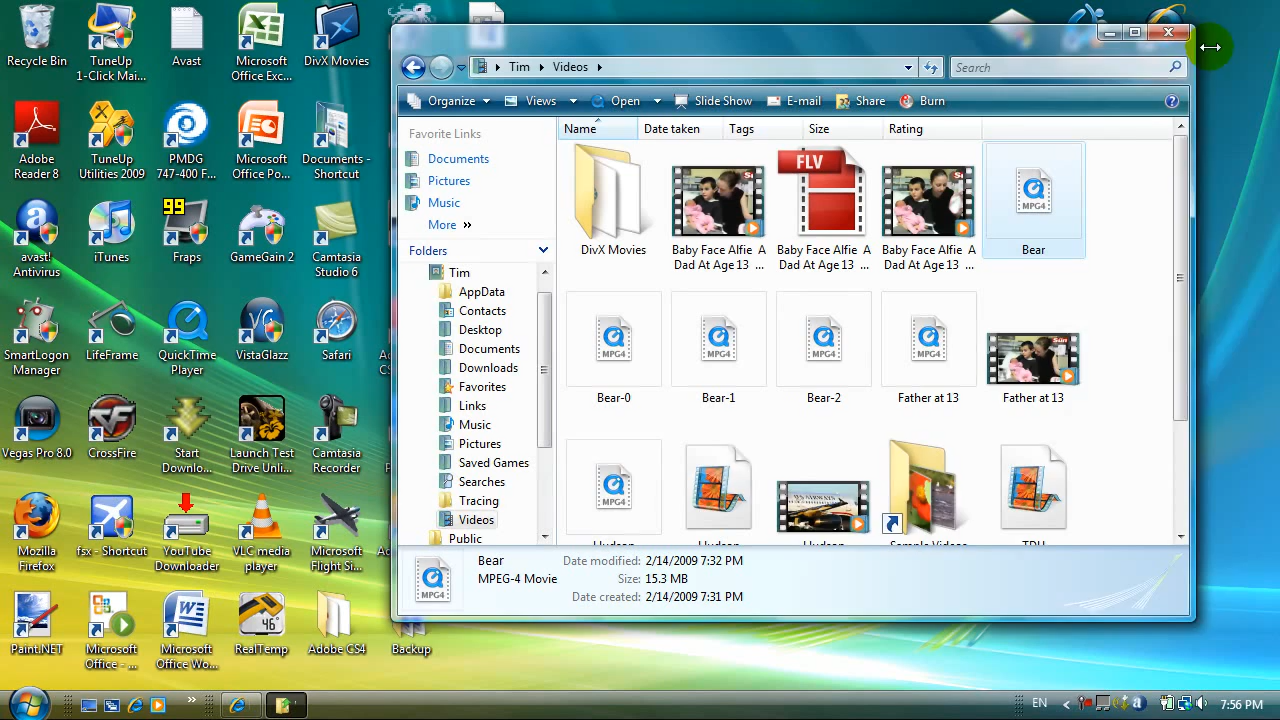 Recycle Bin
TuneUp
1-Click Mai...
Avast
Microsoft
Office Exc...
DivX Movies
Adobe
Reader 8
TuneUp
Utilities 2009
PMDG
747-400 F...
Microsoft
Office Po...
Documents -
Shortcut
avast!
Antivirus
iTunes
99
Fraps
GameGain 2
Camtasia
Studio 6
SmartLogon
Manager
LifeFrame
QuickTime
Player
VistaGlazz
Safari
Vegas Pro 8.0
CrossFire
Start
Downlo...
Launch Test
Drive Unli...
Camtasia
Recorder
Mozilla
Firefox
fsx - Shortcut
YouTube
Downloader
VLC media
player
Microsoft
Flight Si...
Paint.NET
Microsoft
Office - ...
Microsoft
Office Wo...
46°
RealTemp
Adobe CS4
Backup
Tim
Videos
Search
Organize
Views
Open
Slide Show
E-mail
Share
Burn
Favorite Links
Documents
Pictures
Music
More »
Folders
Tim
AppData
Contacts
Desktop
Documents
Downloads
Favorites
Links
Music
Pictures
Saved Games
Searches
Tracing
Videos
Public
Name
Date taken
Tags
Size
Rating
DivX Movies
Baby Face Alfie A
Dad At Age 13 ...
FLV
Baby Face Alfie A
Dad At Age 13 ...
Baby Face Alfie A
Dad At Age 13 ...
MPEG4
Bear
MPEG4
Bear-0
MPEG4
Bear-1
MPEG4
Bear-2
MPEG4
Father at 13
Father at 13
MPEG4
Hudson
Hudson
Hudson
Sample Videos
TDU
MPEG4
Bear
MPEG-4 Movie
Date modified: 2/14/2009 7:32 PM
Size: 15.3 MB
Date created: 2/14/2009 7:31 PM
EN
7:56 PM